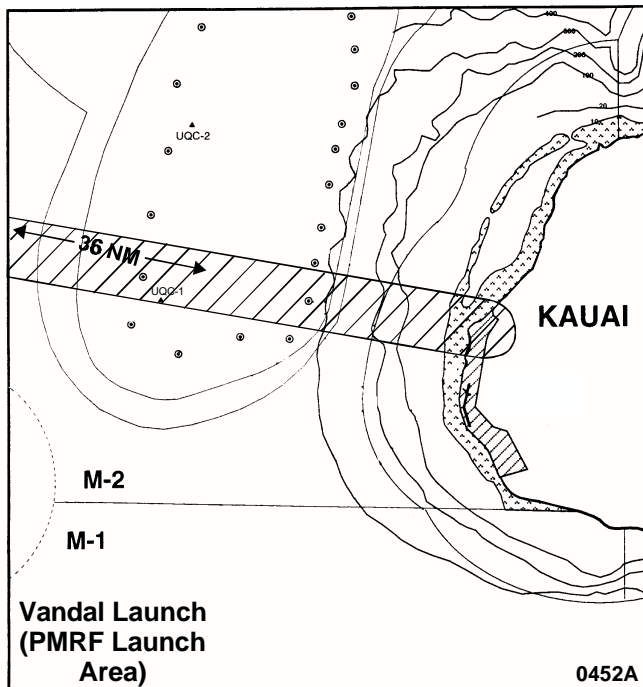 400
300
200
100
20
10
UQC-2
36 NM
UQC-1
KAUAI
M-2
M-1
Vandal Launch
(PMRF Launch
Area)
0452A